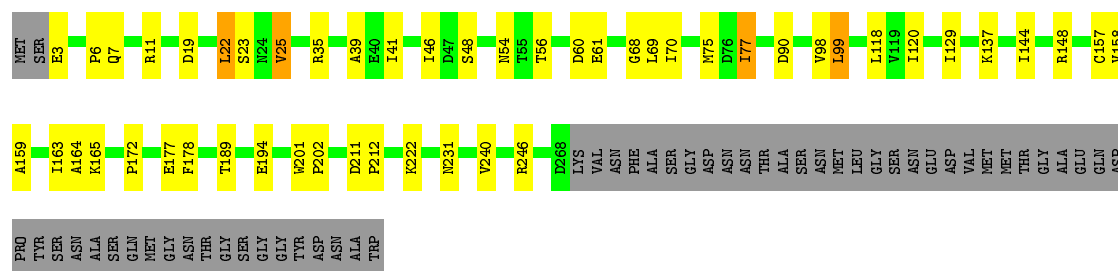 MET SER E3 P6 Q7 R11 D19 L22 S23 N24 V25 R35 A39 E40 I41 I46 D47 S48 N54 T55 T56 D60 E61 G68 L69 I70 M75 D76 I77 D90 V98 L99 L118 V119 I120 I129 K137 I144 R148 C157 V158
A159 I163 A164 K165 P172 E177 F178 T189 E194 W201 P202 D211 P212 K222 N231 V240 R246 D268 LYS VAL ASN PHE ALA SER GLY ASP ASN ASN THR ALA SER ASN MET LEU GLY SER ASN GLU ASP VAL MET MET THR GLY ALA GLU GLN ASP
PRO TYR SER ASN ALA SER GLN MET GLY ASN THR GLY SER GLY GLY TYR ASP ASN ALA TRP